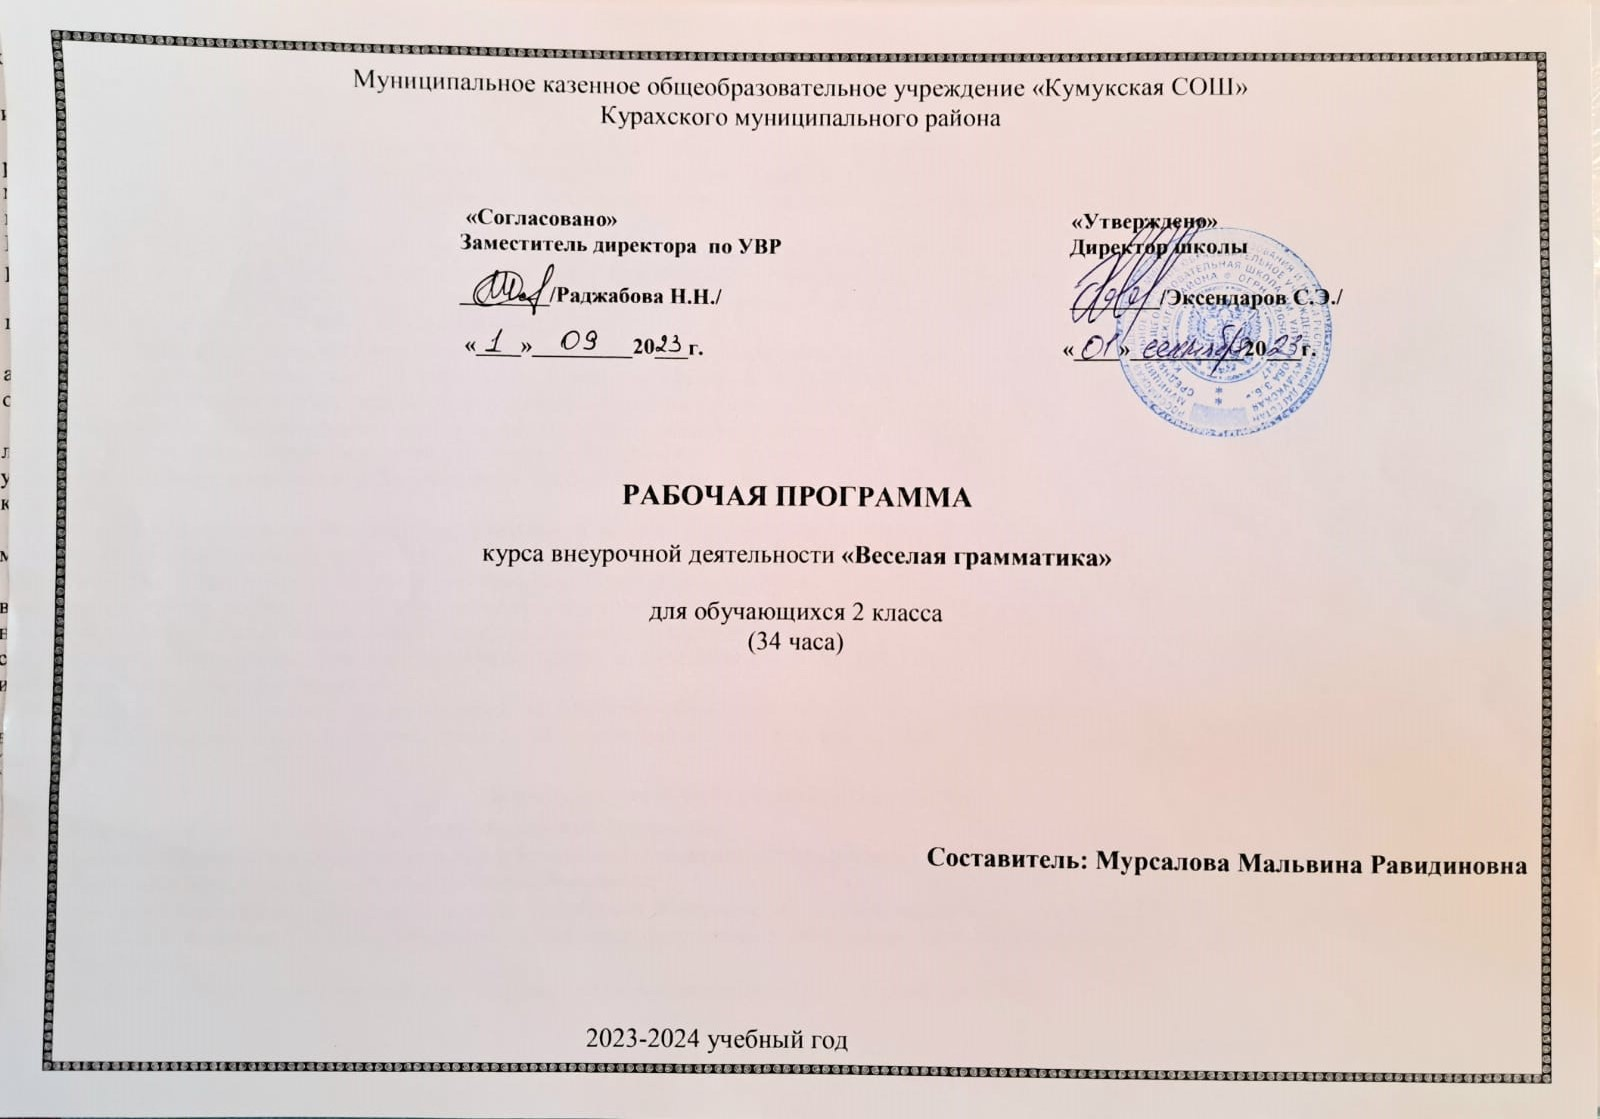 Муниципальное казенное общеобразовательное учреждение «Кумукская СОШ»
Курахского муниципального района
«Согласовано»
Заместитель директора по УВР
/Раджабова Н.Н./
«1» 09 2023 г.
«Утверждено»
Директор школы
/Эксендаров С.Э./
«01» сентября 2023 г.
РАБОЧАЯ ПРОГРАММА
курса внеурочной деятельности «Веселая грамматика»
для обучающихся 2 класса
(34 часа)
Составитель: Мурсалова Мальвина Равидиновна
2023-2024 учебный год